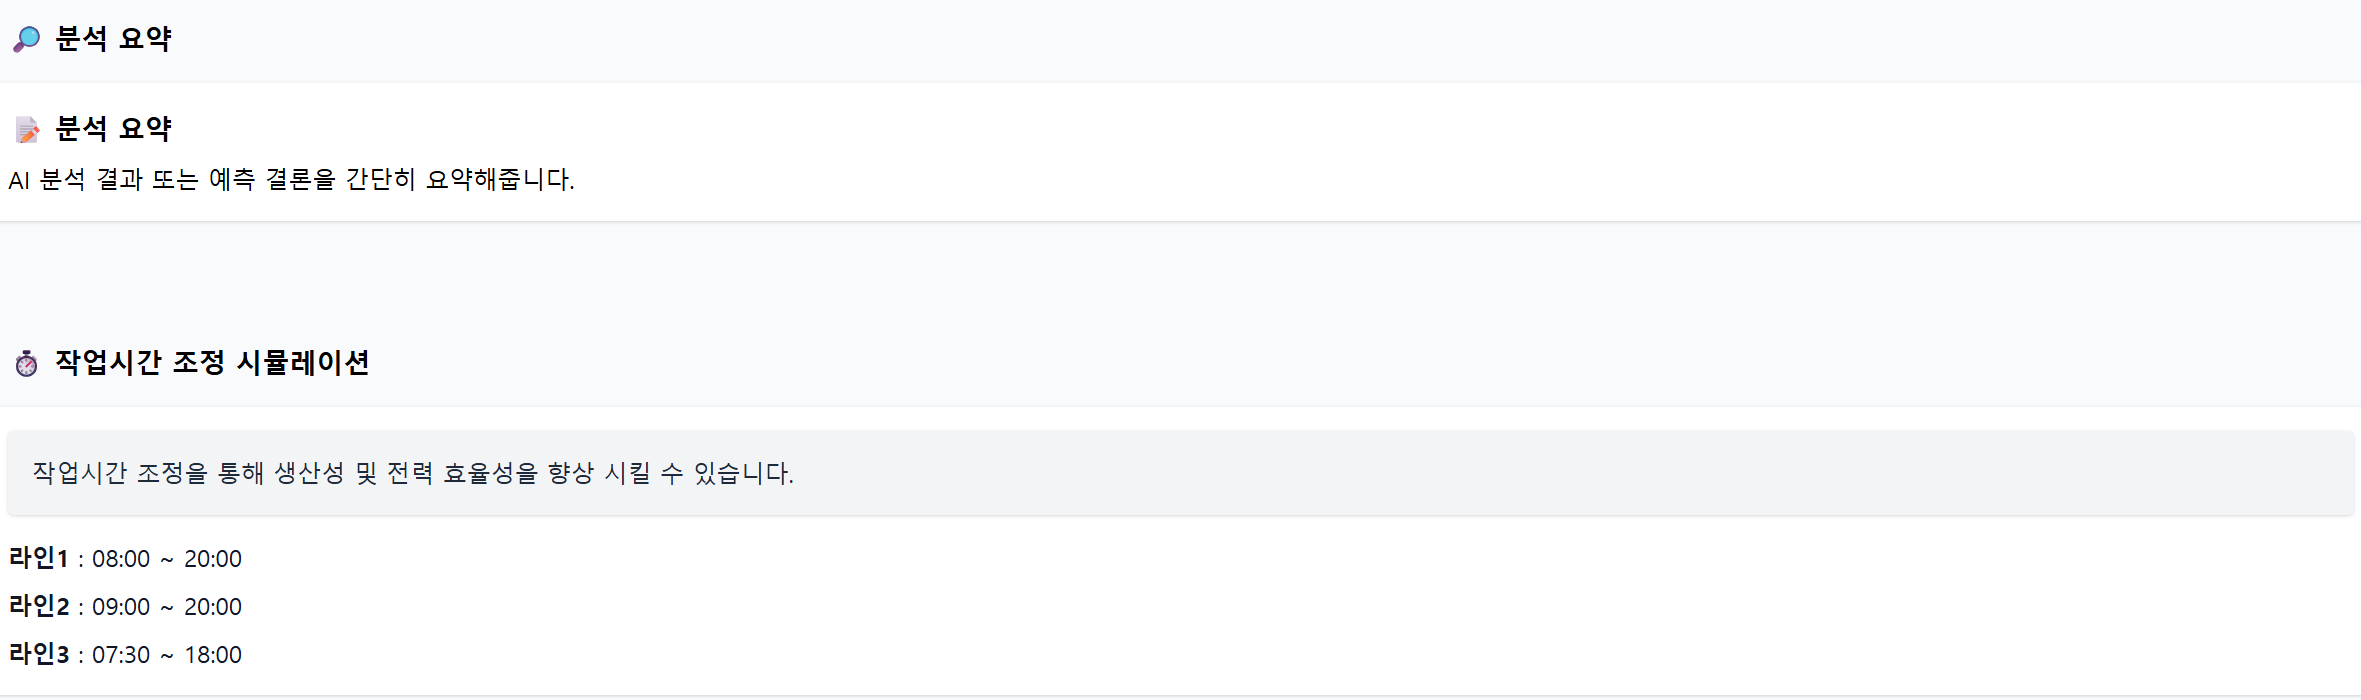 분석 요약
분석 요약
AI 분석 결과 또는 예측 결론을 간단히 요약해줍니다.
작업시간 조정 시뮬레이션
작업시간 조정을 통해 생산성 및 전력 효율성을 향상 시킬 수 있습니다.
라인1 : 08:00 ~ 20:00
라인2 : 09:00 ~ 20:00
라인3 : 07:30 ~ 18:00